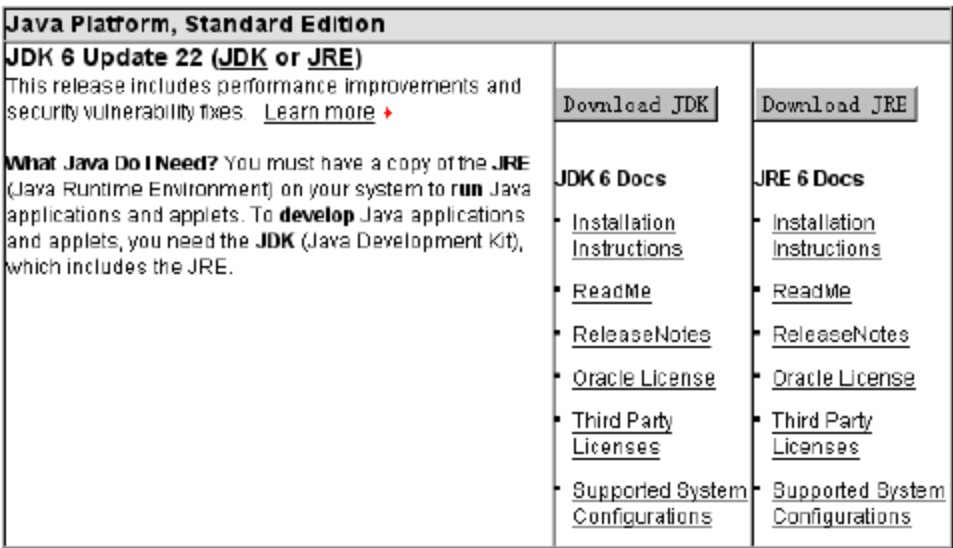 Java Platform, Standard Edition
JDK 6 Update 22 (JDK or JRE)
This release includes performance improvements and
security vulnerability fixes. Learn more
What Java Do I Need? You must have a copy of the JRE
(Java Runtime Environment) on your system to run Java
applications and applets. To develop Java applications
and applets, you need the JDK (Java Development Kit),
which includes the JRE.
Download JDK
JDK 6 Docs
Installation
Instructions
ReadMe
ReleaseNotes
Oracle License
Third Party
Licenses
Supported System
Configurations
Download JRE
JRE 6 Docs
Installation
Instructions
ReadMe
ReleaseNotes
Oracle License
Third Party
Licenses
Supported System
Configurations